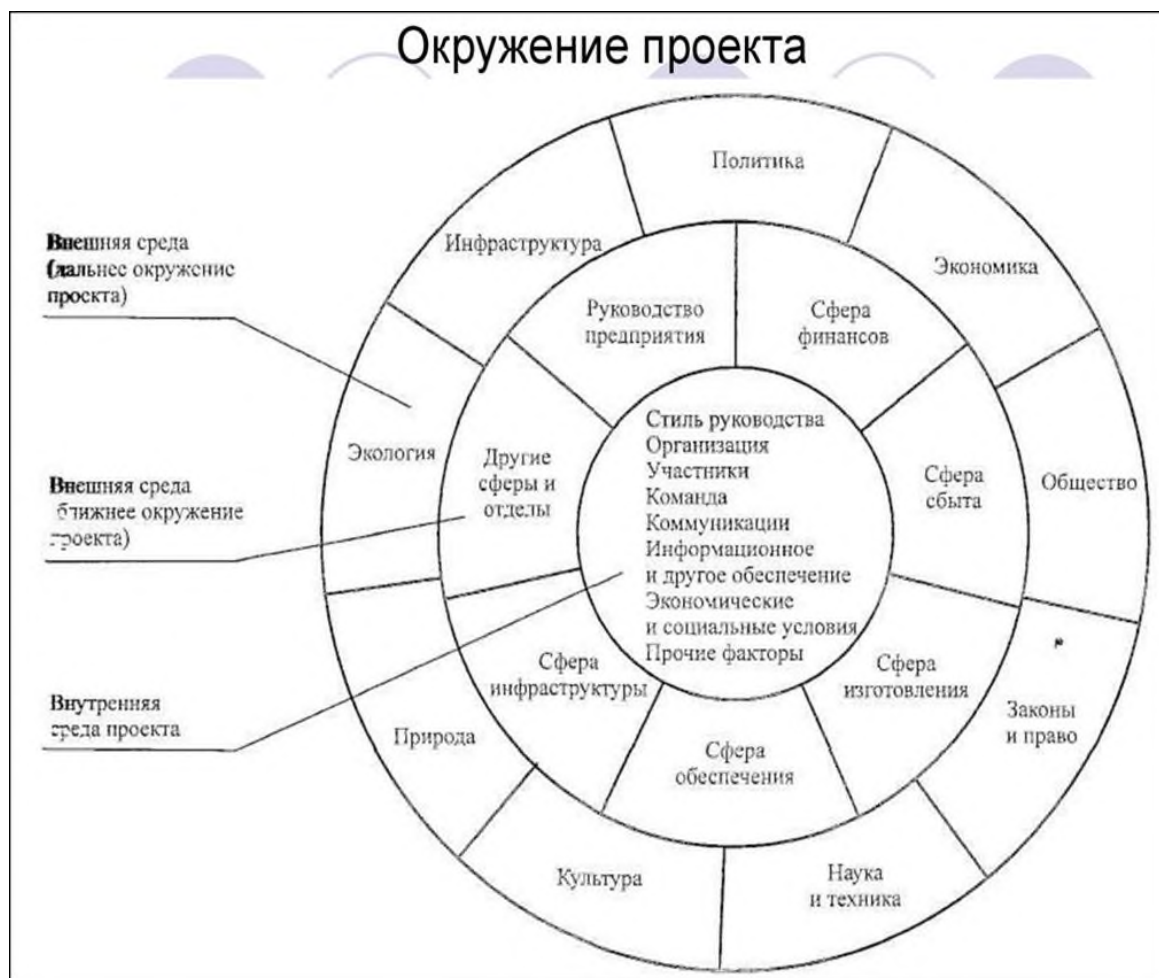 Окружение проекта
Политика
Инфраструктура
Экономика
Внешняя среда
(дальнее окружение
проекта)
Руководство
предприятия
Сфера
финансов
Стиль руководства
Организация
Участники
Команда
Коммуникации
Информационное
и другое обеспечение
Экономические
и социальные условия
Прочие факторы
Экология
Другие
сферы и
отделы
Сфера
сбыта
Общество
Внешняя среда
ближнее окружение
проекта)
Сфера
инфраструктуры
Сфера
изготовления
Внутренняя
среда проекта
Природа
Сфера
обеспечения
Законы
и право
Культура
Наука
и техника